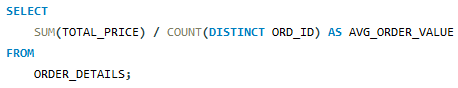 SELECT
SUM(TOTAL_PRICE) / COUNT(DISTINCT ORD_ID) AS AVG_ORDER_VALUE
FROM
ORDER_DETAILS;